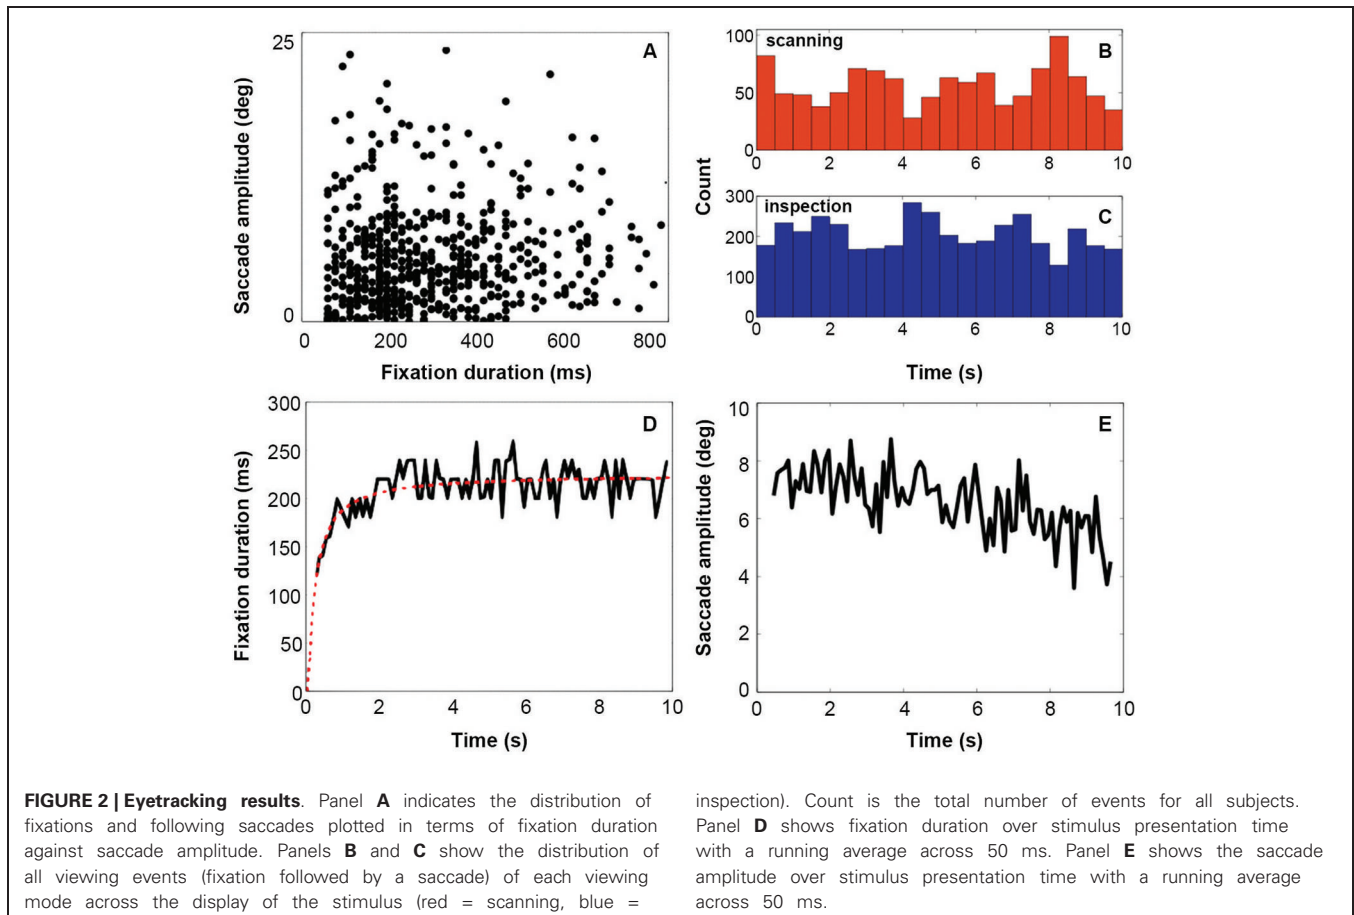 25
A
Saccade amplitude (deg)
0
0
200
400
600
800
Fixation duration (ms)
100
scanning
B
50
0
0
2
4
6
8
10
Count
300
inspection
C
200
100
0
0
2
4
6
8
10
Time (s)
300
D
250
200
150
100
50
0
Fixation duration (ms)
0
2
4
6
8
10
Time (s)
10
E
8
6
4
2
0
Saccade amplitude (deg)
0
2
4
6
8
10
Time (s)
FIGURE 2 | Eyetracking results. Panel A indicates the distribution of
fixations and following saccades plotted in terms of fixation duration
against saccade amplitude. Panels B and C show the distribution of
all viewing events (fixation followed by a saccade) of each viewing
mode across the display of the stimulus (red = scanning, blue =
inspection). Count is the total number of events for all subjects.
Panel D shows fixation duration over stimulus presentation time
with a running average across 50 ms. Panel E shows the saccade
amplitude over stimulus presentation time with a running average
across 50 ms.